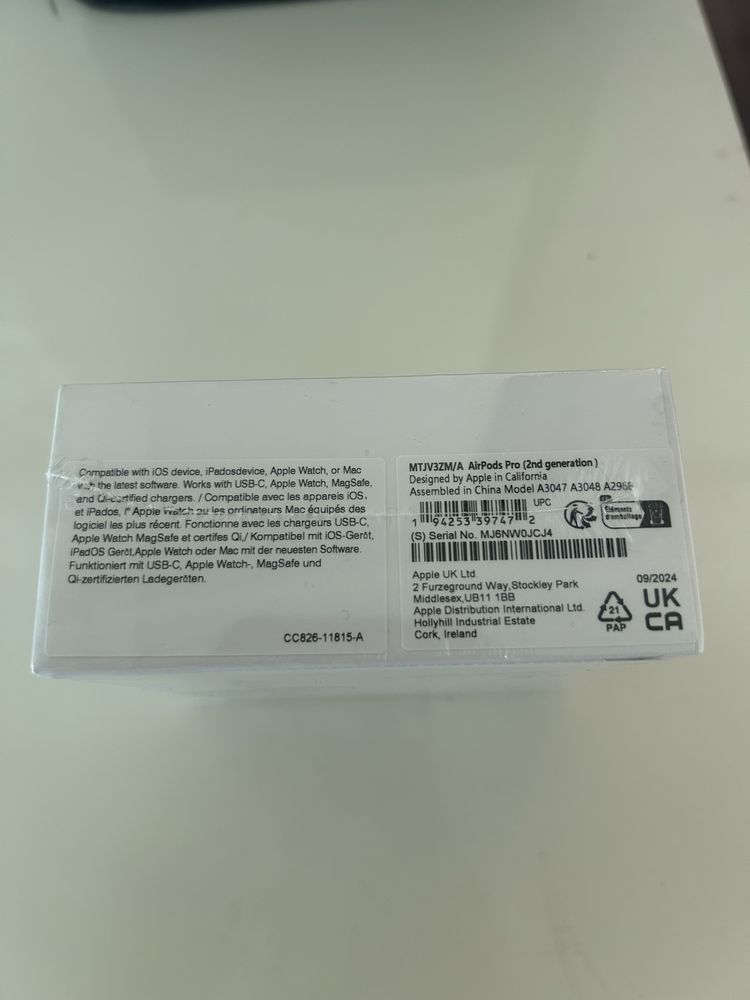 Compatible with iOS device, iPadosdevice, Apple Watch, or Mac
with the latest software. Works with USB-C, Apple Watch, MagSafe,
and Qi-certified chargers. / Compatible avec les appareils iOS,
et iPados, l" Apple Watch ou les ordinateurs Mac équipés des
logiciel les plus récent. Fonctionne avec les chargeurs USB-C,
Apple Watch MagSafe et certifes Qi,/ Kompatibel mit iOS-Gerät,
iPadOS Gerät,Apple Watch oder Mac mit der neuesten Software.
Funktioniert mit USB-C, Apple Watch-, MagSafe und
Qi-zertifizierten Ladegeräten.
CC826-11815-A
MTJV3ZM/A AirPods Pro (2nd generation )
Designed by Apple in California
Assembled in China Model A3047 A3048 A2968
UPC
1 94253 39747 2
Éléments
d'emballage
(S) Serial No. MJ6NW0JCJ4
Apple UK Ltd
2 Furzeground Way,Stockley Park
Middlesex,UB11 1BB
Apple Distribution International Ltd.
Hollyhill Industrial Estate
Cork, Ireland
21
PAP
09/2024
UK
CA